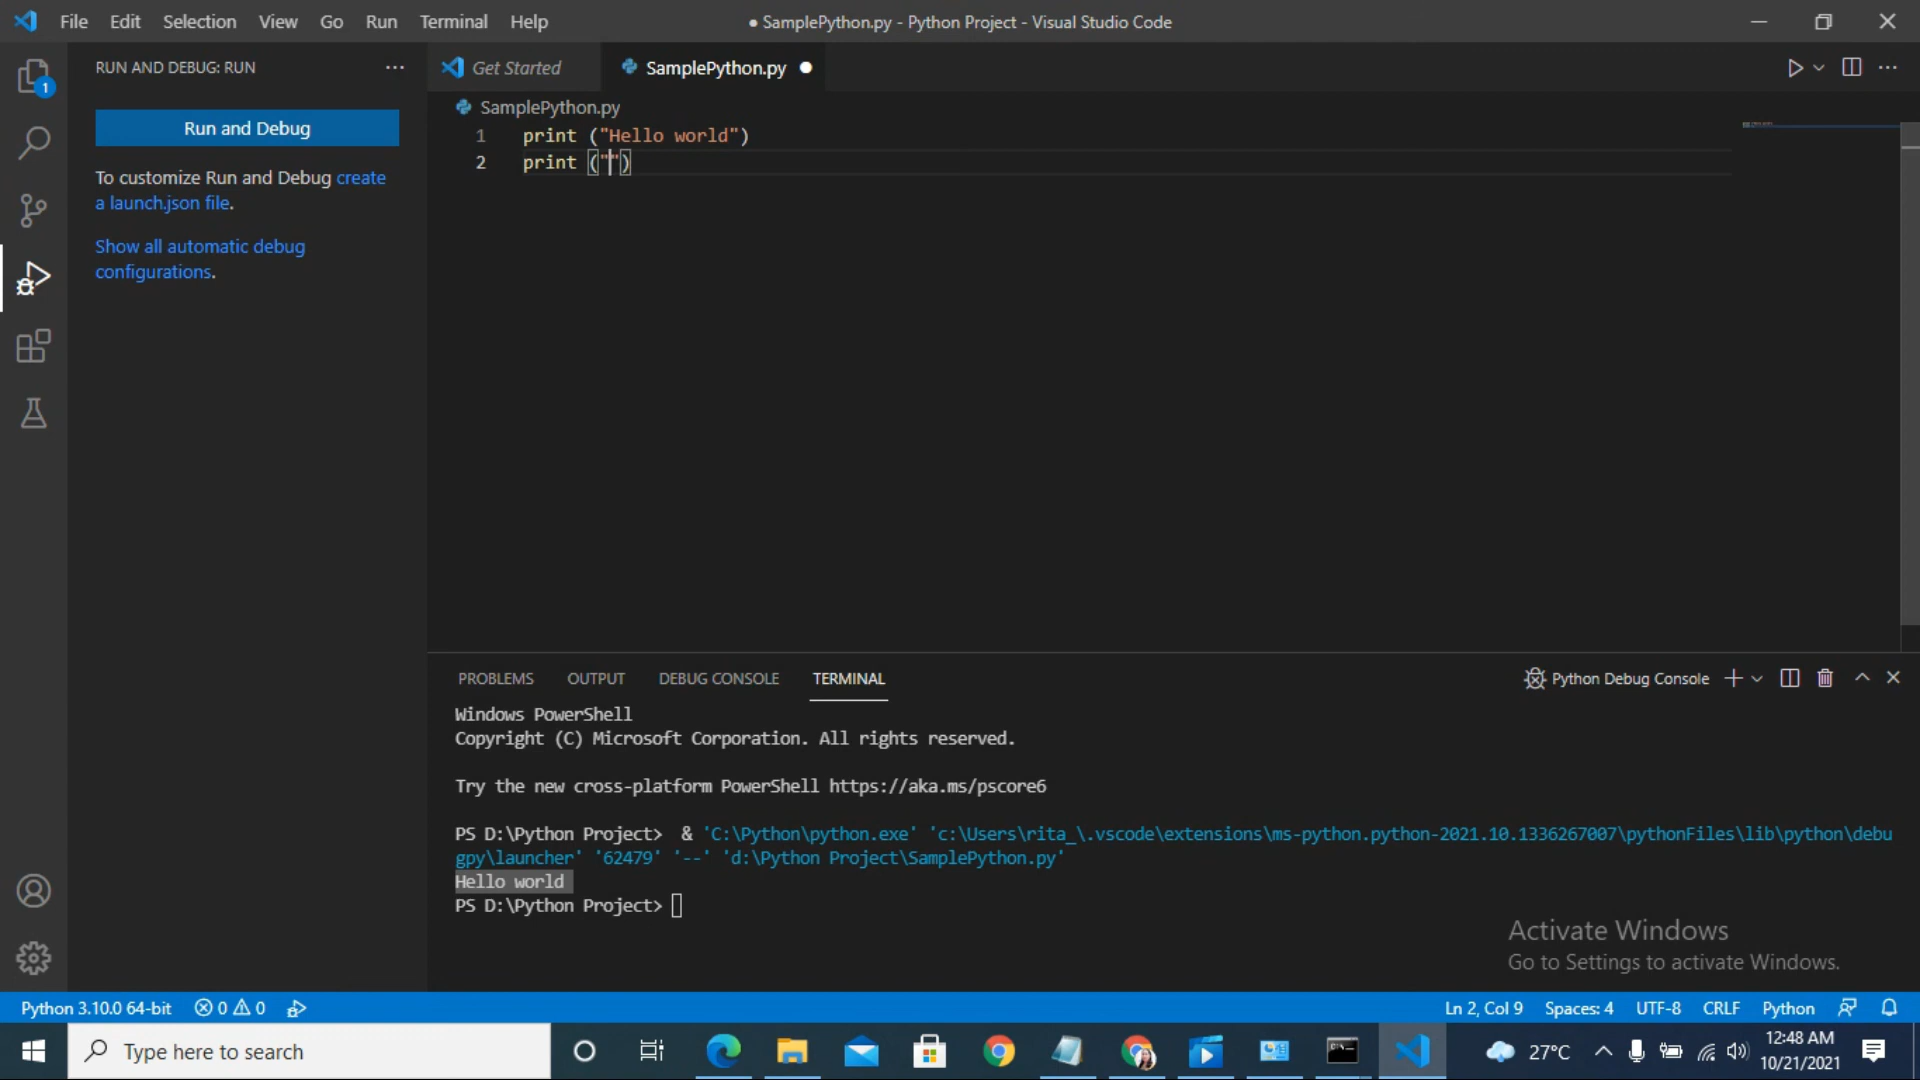 File Edit Selection View Go Run Terminal Help
● SamplePython.py - Python Project - Visual Studio Code
RUN AND DEBUG: RUN
Get Started
SamplePython.py
1
Run and Debug
SamplePython.py
1 print ("Hello world")
2 print ("")
To customize Run and Debug create
a launch.json file.
Show all automatic debug
configurations.
PROBLEMS OUTPUT DEBUG CONSOLE TERMINAL
Python Debug Console
Windows PowerShell
Copyright (C) Microsoft Corporation. All rights reserved.
Try the new cross-platform PowerShell https://aka.ms/pscore6
PS D:\Python Project>  & 'C:\Python\python.exe' 'c:\Users\rita_\.vscode\extensions\ms-python.python-2021.10.1336267007\pythonFiles\lib\python\debu
gpy\launcher' '62479' '--' 'd:\Python Project\SamplePython.py'
Hello world
PS D:\Python Project>
Activate Windows
Go to Settings to activate Windows.
Python 3.10.0 64-bit 0 0
Ln 2, Col 9 Spaces: 4 UTF-8 CRLF Python
Type here to search
27°C
12:48 AM
10/21/2021